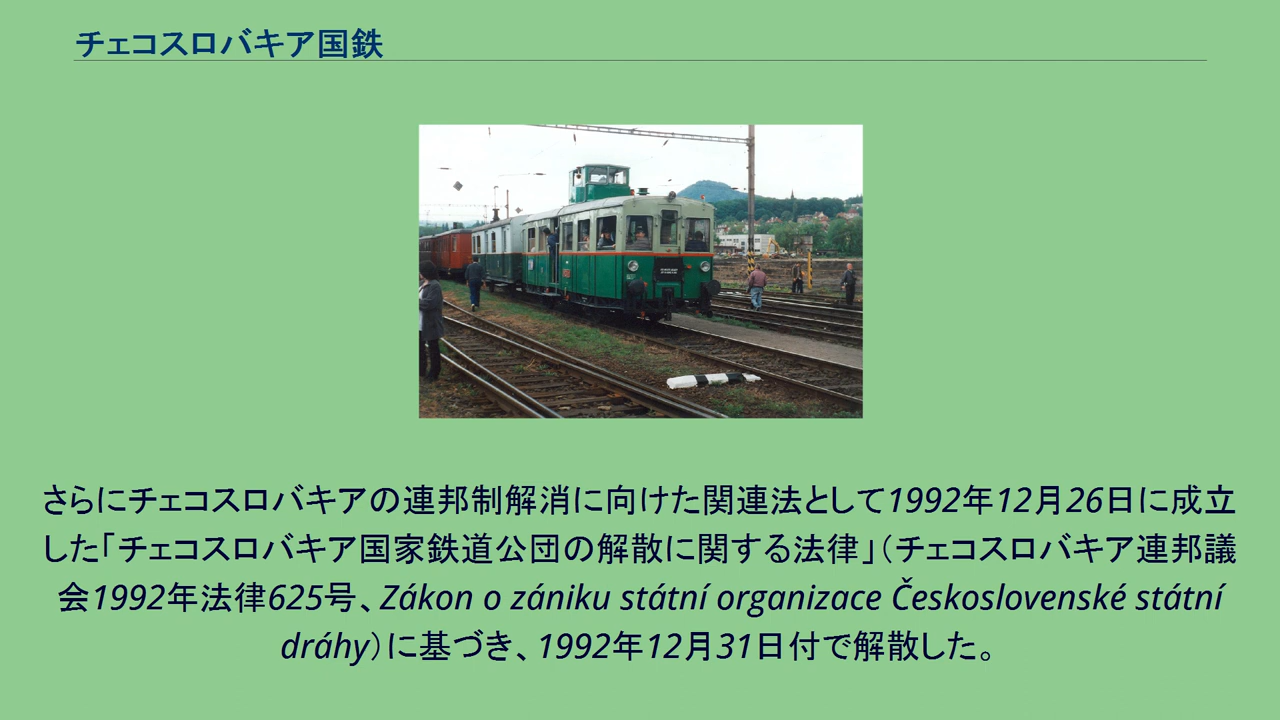 チェコスロバキア国鉄
さらにチェコスロバキアの連邦制解消に向けた関連法として1992年12月26日に成立
した「チェコスロバキア国家鉄道公団の解散に関する法律」（チェコスロバキア連邦議
会1992年法律625号、Zákon o zániku státní organizace Československé státní
dráhy）に基づき、1992年12月31日付で解散した。